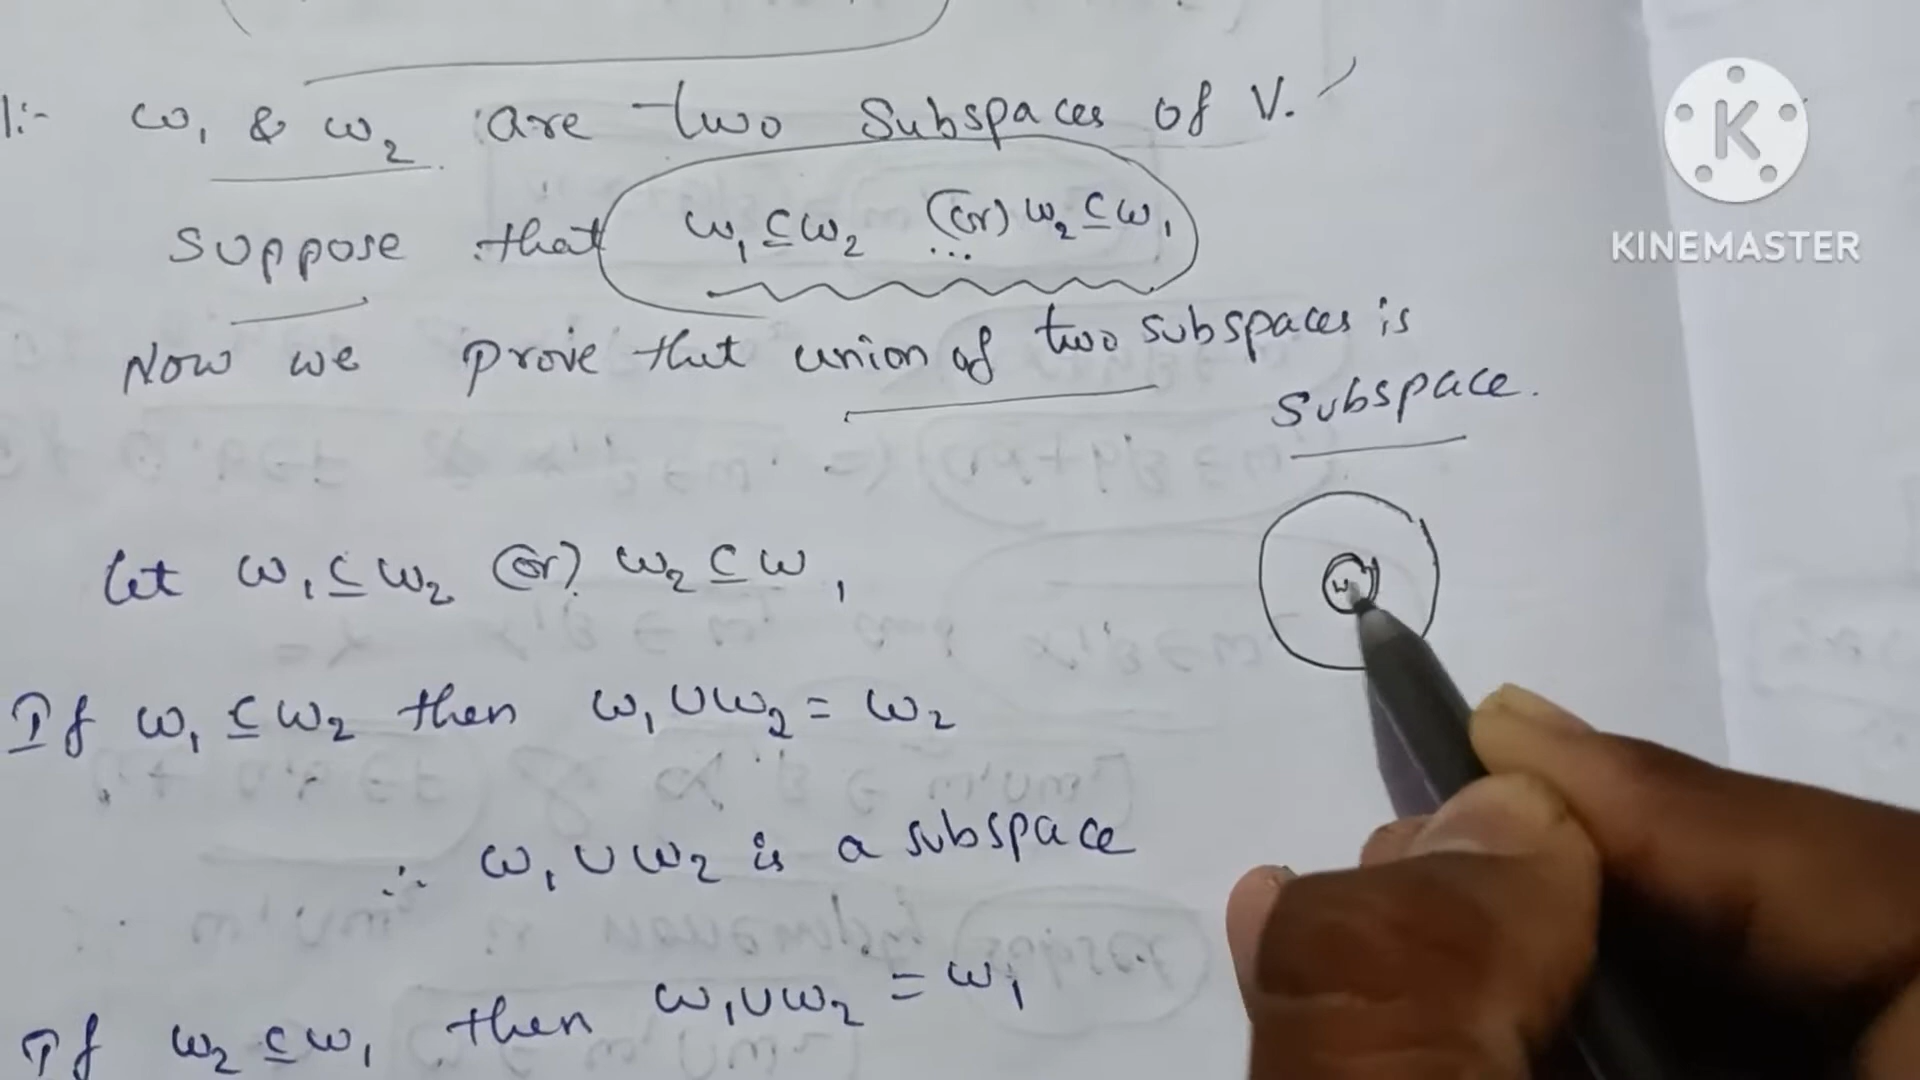 1:- ω₁ & ω₂ are two subspaces of V.
Suppose that ω₁ ⊆ ω₂ (or) ω₂ ⊆ ω₁
Now we prove that union of two subspaces is
subspace.
let ω₁ ⊆ ω₂ (or) ω₂ ⊆ ω₁
If ω₁ ⊆ ω₂ then ω₁ ∪ ω₂ = ω₂
∴ ω₁ ∪ ω₂ is a subspace
If ω₂ ⊆ ω₁ then ω₁ ∪ ω₂ = ω₁
K
KINEMASTER